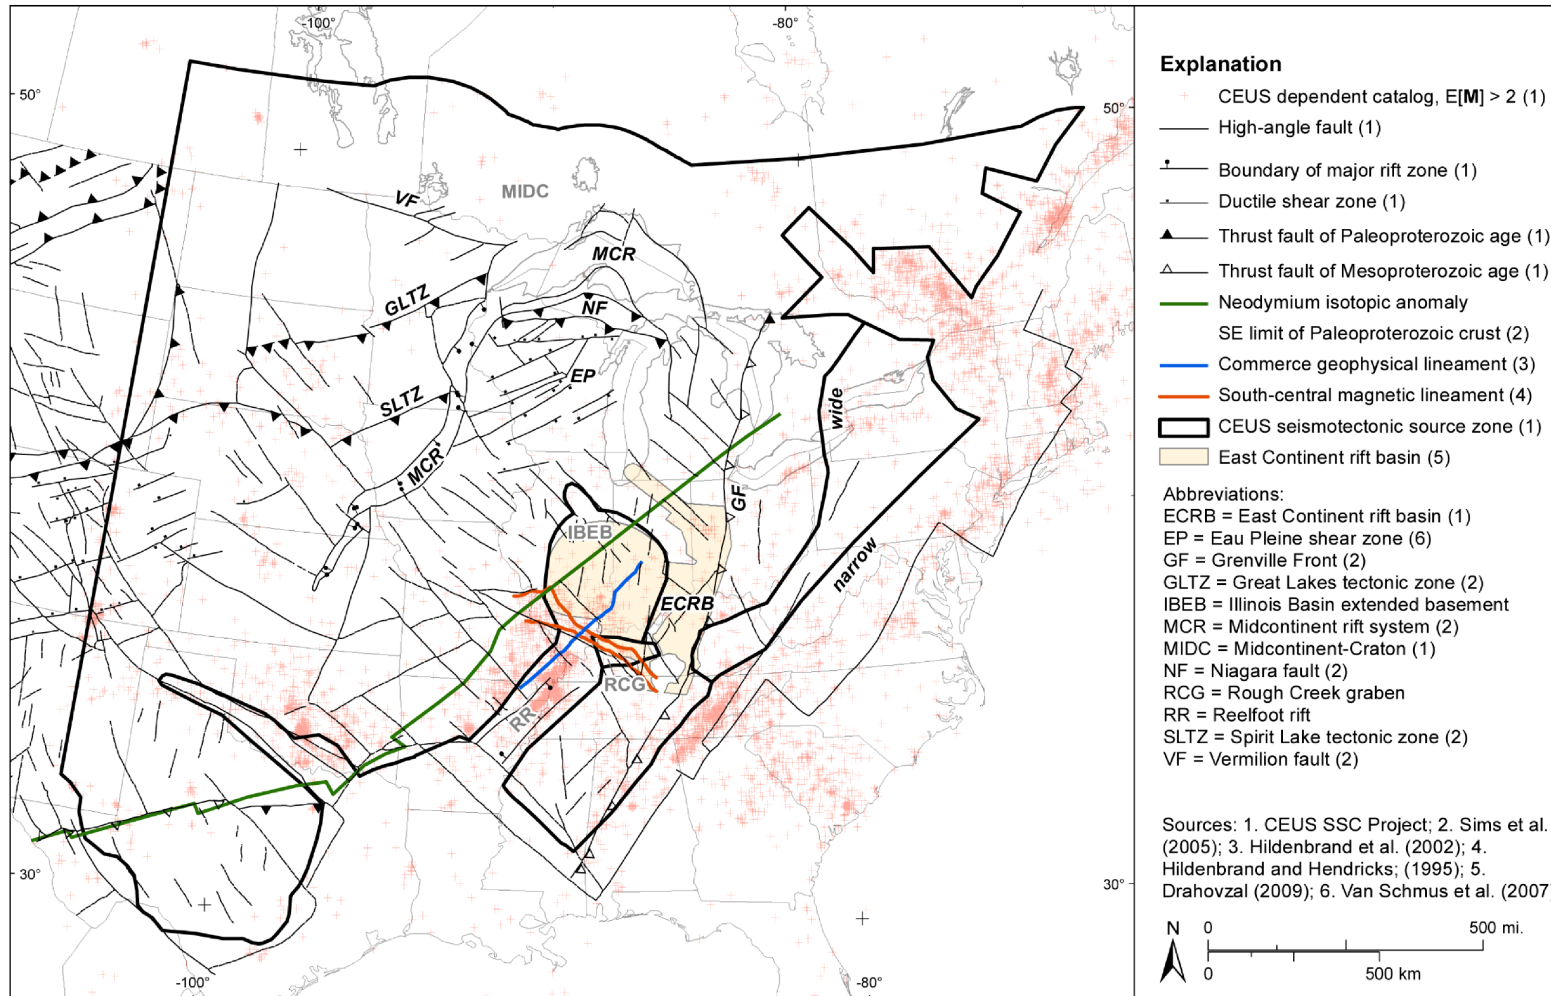 -100°
-80°
50°
50°
MIDC
VF
MCR
GLTZ
NF
EP
SLTZ
wide
MCR
GF
IBEB
narrow
ECRB
RCG
RR
30°
30°
-100°
-80°
Explanation
CEUS dependent catalog, E[M] > 2 (1)
High-angle fault (1)
Boundary of major rift zone (1)
Ductile shear zone (1)
Thrust fault of Paleoproterozoic age (1)
Thrust fault of Mesoproterozoic age (1)
Neodymium isotopic anomaly
SE limit of Paleoproterozoic crust (2)
Commerce geophysical lineament (3)
South-central magnetic lineament (4)
CEUS seismotectonic source zone (1)
East Continent rift basin (5)
Abbreviations:
ECRB = East Continent rift basin (1)
EP = Eau Pleine shear zone (6)
GF = Grenville Front (2)
GLTZ = Great Lakes tectonic zone (2)
IBEB = Illinois Basin extended basement
MCR = Midcontinent rift system (2)
MIDC = Midcontinent-Craton (1)
NF = Niagara fault (2)
RCG = Rough Creek graben
RR = Reelfoot rift
SLTZ = Spirit Lake tectonic zone (2)
VF = Vermilion fault (2)
Sources: 1. CEUS SSC Project; 2. Sims et al.
(2005); 3. Hildenbrand et al. (2002); 4.
Hildenbrand and Hendricks; (1995); 5.
Drahovzal (2009); 6. Van Schmus et al. (2007
N
0 500 mi.
0 500 km